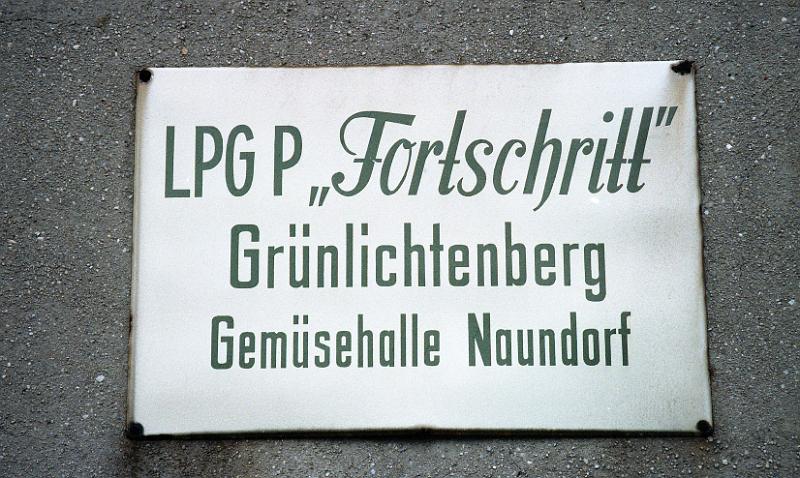 LPG P „Fortschritt”
Grünlichtenberg
Gemüsehalle Naundorf